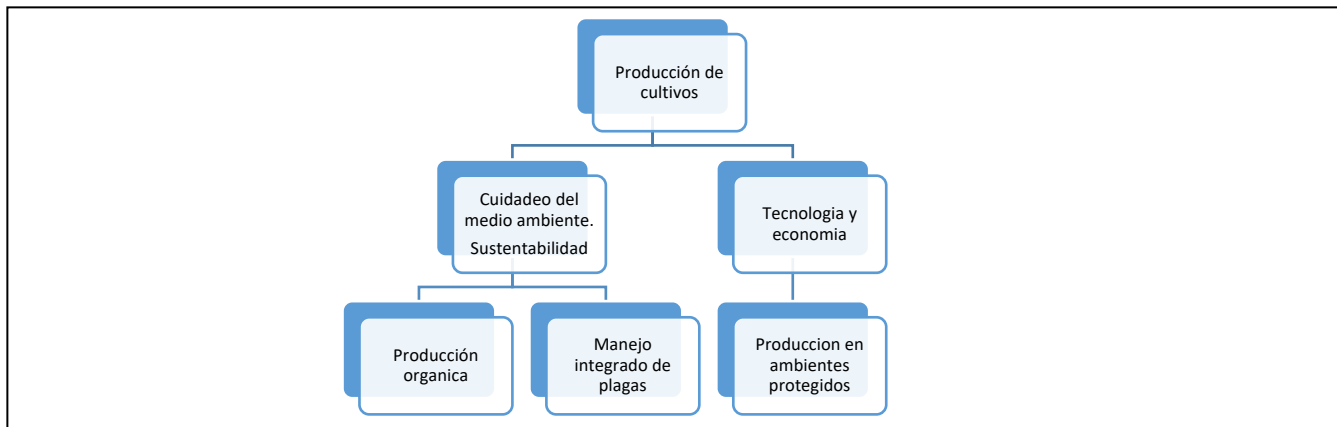 Producción de
cultivos
Cuidadeo del
medio ambiente.
Sustentabilidad
Tecnologia y
economia
Producción
organica
Manejo
integrado de
plagas
Produccion en
ambientes
protegidos